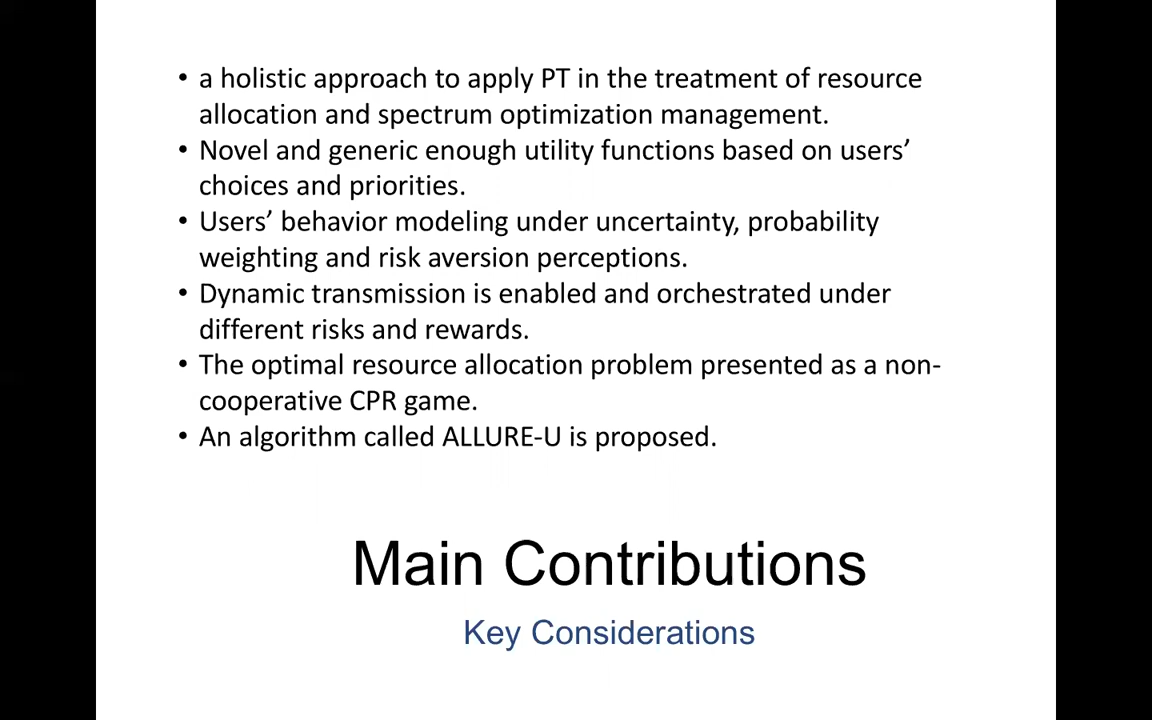 • a holistic approach to apply PT in the treatment of resource
allocation and spectrum optimization management.
• Novel and generic enough utility functions based on users’
choices and priorities.
• Users’ behavior modeling under uncertainty, probability
weighting and risk aversion perceptions.
• Dynamic transmission is enabled and orchestrated under
different risks and rewards.
• The optimal resource allocation problem presented as a non-
cooperative CPR game.
• An algorithm called ALLURE-U is proposed.
Main Contributions
Key Considerations